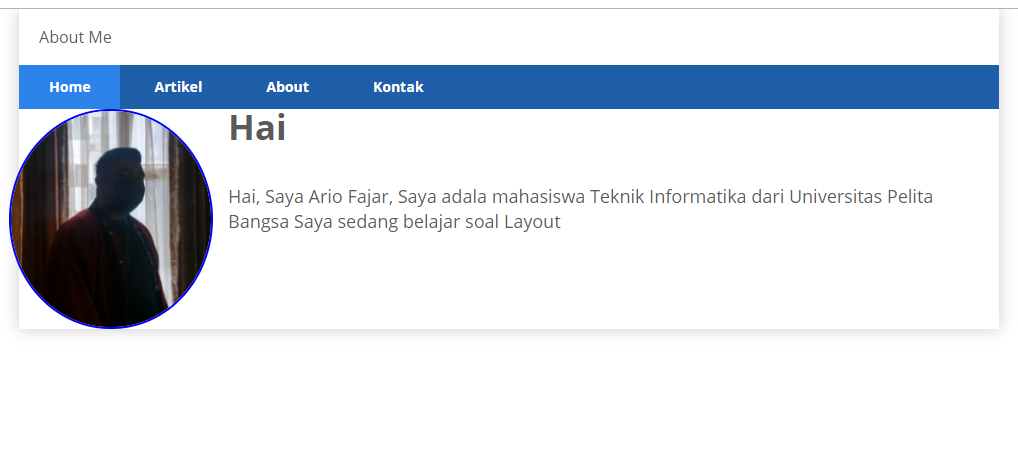 About Me
Home Artikel About Kontak
Hai
Hai, Saya Ario Fajar, Saya adala mahasiswa Teknik Informatika dari Universitas Pelita
Bangsa Saya sedang belajar soal Layout